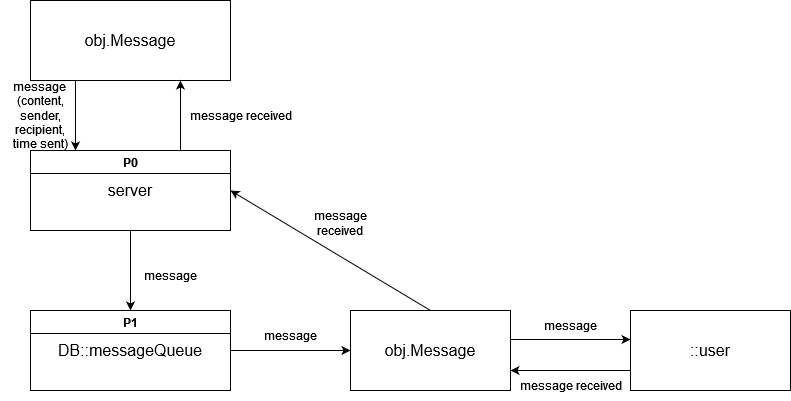 obj.Message
message
(content,
sender,
recipient,
time sent)
message received
P0
server
message
received
message
P1
DB::messageQueue
message
obj.Message
message
message received
::user